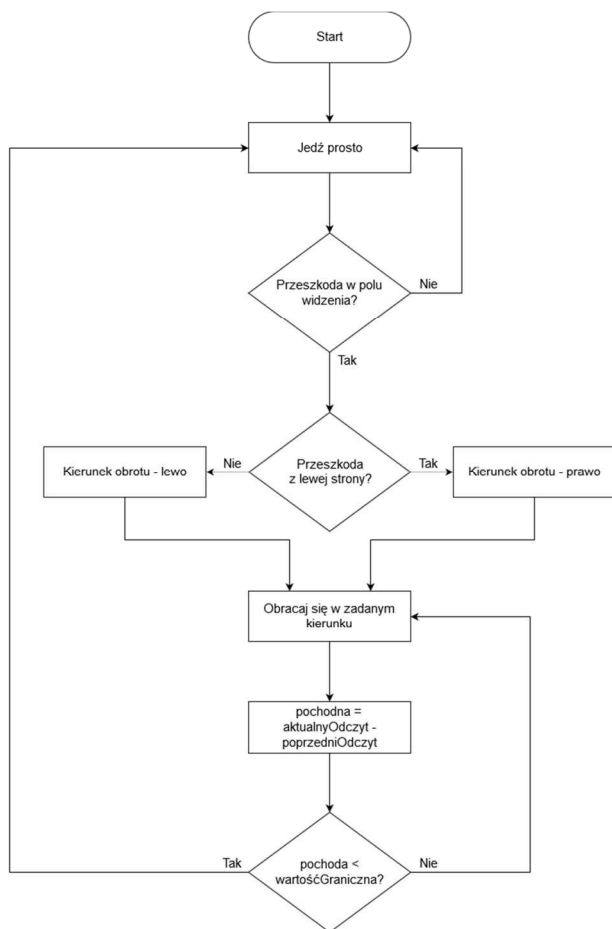 Start
Jedź prosto
Przeszkoda w polu
widzenia?
Nie
Tak
Kierunek obrotu - lewo
Nie
Przeszkoda
z lewej strony?
Tak
Kierunek obrotu - prawo
Obracaj się w zadanym
kierunku
pochodna =
aktualnyOdczyt -
poprzedniOdczyt
Tak
pochoda <
wartośćGraniczna?
Nie